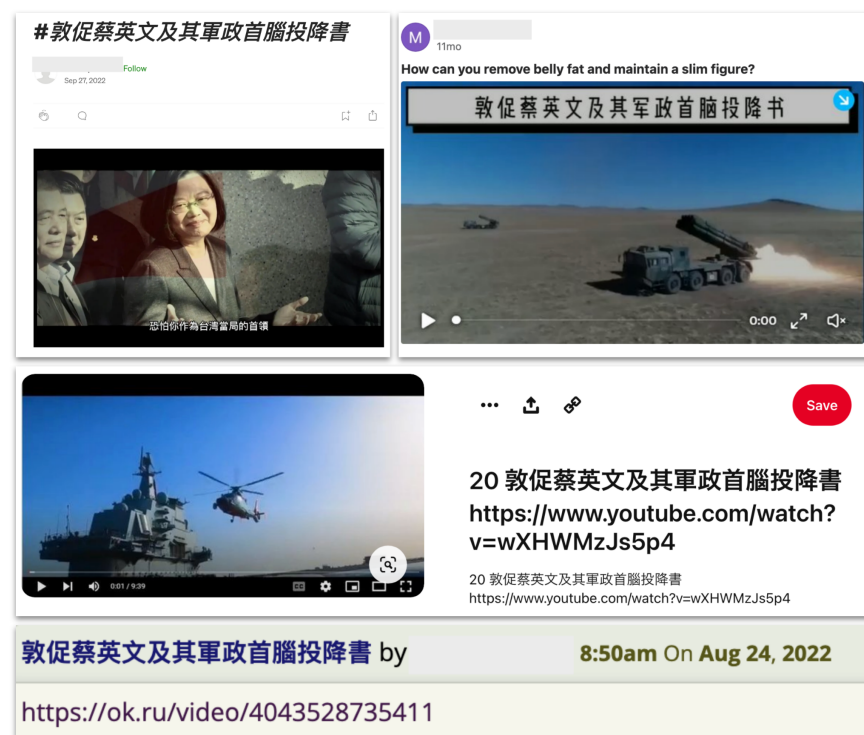 #敦促蔡英文及其軍政首腦投降書
Follow
Sep 27, 2022
恐怕你作為台湾當局的首領
M
11mo
How can you remove belly fat and maintain a slim figure?
敦促蔡英文及其军政首脑投降书
0:00
0:01 / 9:39
CC
Save
20 敦促蔡英文及其軍政首腦投降書
https://www.youtube.com/watch?
v=wXHWMzJs5p4
20 敦促蔡英文及其軍政首腦投降書
https://www.youtube.com/watch?v=wXHWMzJs5p4
敦促蔡英文及其軍政首腦投降書 by 8:50am On Aug 24, 2022
https://ok.ru/video/4043528735411